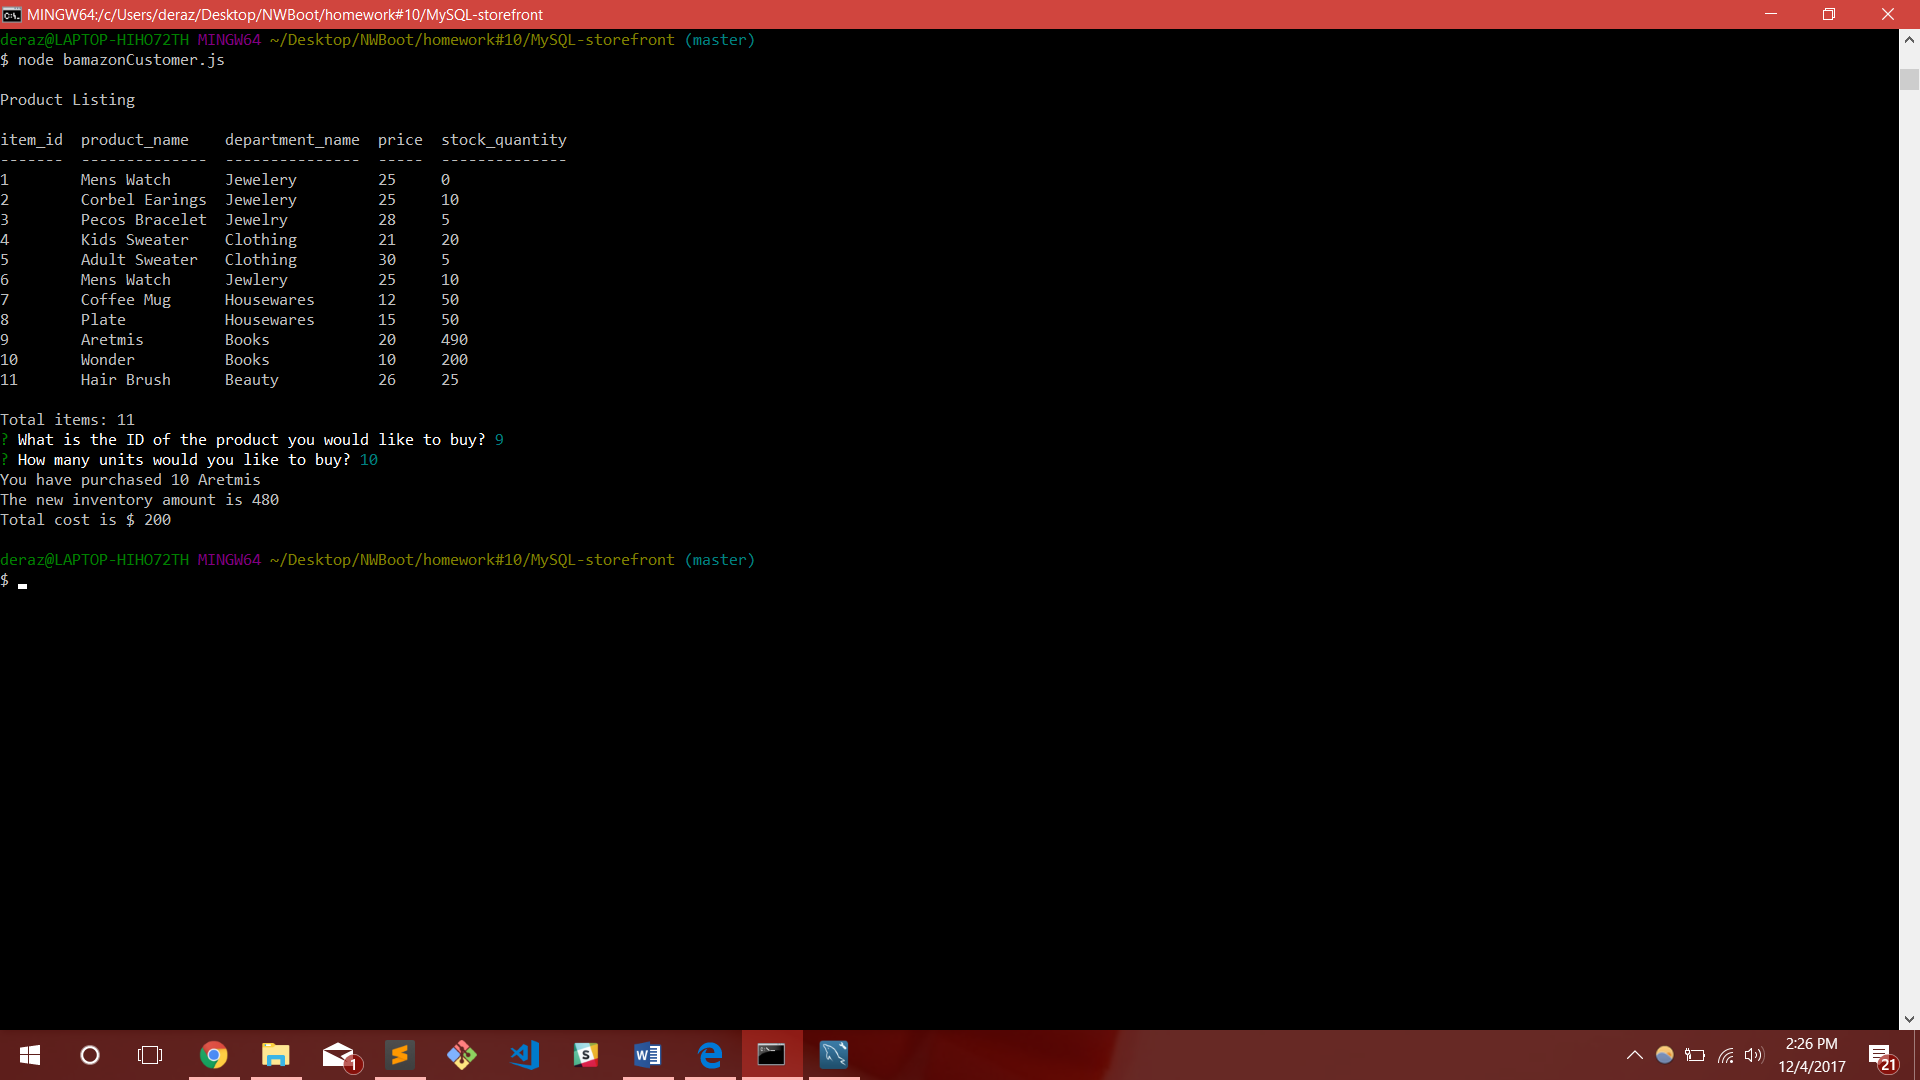 MINGW64:/c/Users/deraz/Desktop/NWBoot/homework#10/MySQL-storefront
deraz@LAPTOP-HIHO72TH MINGW64 ~/Desktop/NWBoot/homework#10/MySQL-storefront (master)
$ node bamazonCustomer.js
Product Listing
item_id  product_name    department_name  price  stock_quantity
-------  --------------  ---------------  -----  --------------
1        Mens Watch      Jewelery         25     0
2        Corbel Earings  Jewelery         25     10
3        Pecos Bracelet  Jewelry          28     5
4        Kids Sweater    Clothing         21     20
5        Adult Sweater   Clothing         30     5
6        Mens Watch      Jewlery          25     10
7        Coffee Mug      Housewares       12     50
8        Plate           Housewares       15     50
9        Aretmis         Books            20     490
10       Wonder          Books            10     200
11       Hair Brush      Beauty           26     25
Total items: 11
? What is the ID of the product you would like to buy? 9
? How many units would you like to buy? 10
You have purchased 10 Aretmis
The new inventory amount is 480
Total cost is $ 200
deraz@LAPTOP-HIHO72TH MINGW64 ~/Desktop/NWBoot/homework#10/MySQL-storefront (master)
$
1
2:26 PM
12/4/2017
21